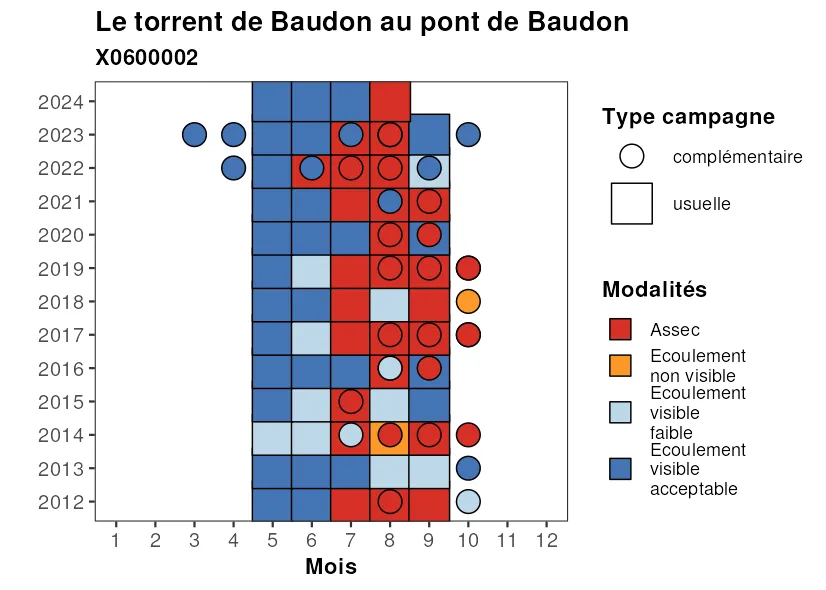 Le torrent de Baudon au pont de Baudon
X0600002
2024
2023
2022
2021
2020
2019
2018
2017
2016
2015
2014
2013
2012
1 2 3 4 5 6 7 8 9 10 11 12
Mois
Type campagne
complémentaire
usuelle
Modalités
Assec
Ecoulement
non visible
Ecoulement
visible
faible
Ecoulement
visible
acceptable